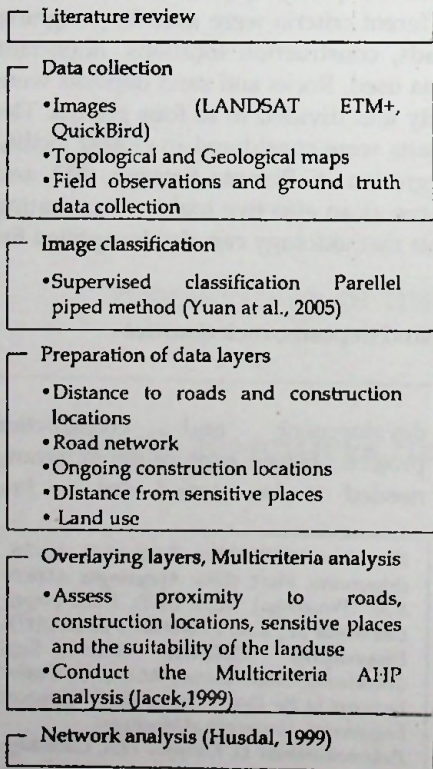 Literature review
Data collection
•Images (LANDSAT ETM+,
QuickBird)
•Topological and Geological maps
•Field observations and ground truth
data collection
Image classification
•Supervised classification Parellel
piped method (Yuan at al., 2005)
Preparation of data layers
•Distance to roads and construction
locations
•Road network
•Ongoing construction locations
•DIstance from sensitive places
• Land use
Overlaying layers, Multicriteria analysis
•Assess proximity to roads,
construction locations, sensitive places
and the suitability of the landuse
•Conduct the Multicriteria AHP
analysis (Jacek,1999)
Network analysis (Husdal, 1999)